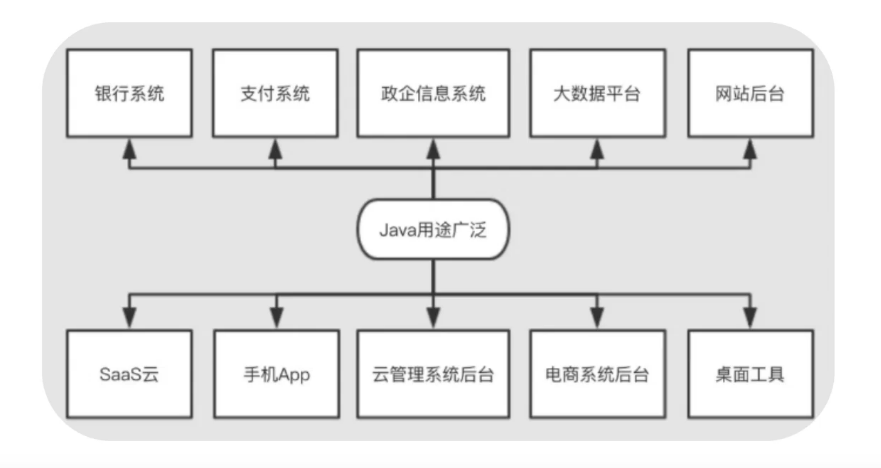 银行系统
支付系统
政企信息系统
大数据平台
网站后台
Java用途广泛
SaaS云
手机App
云管理系统后台
电商系统后台
桌面工具